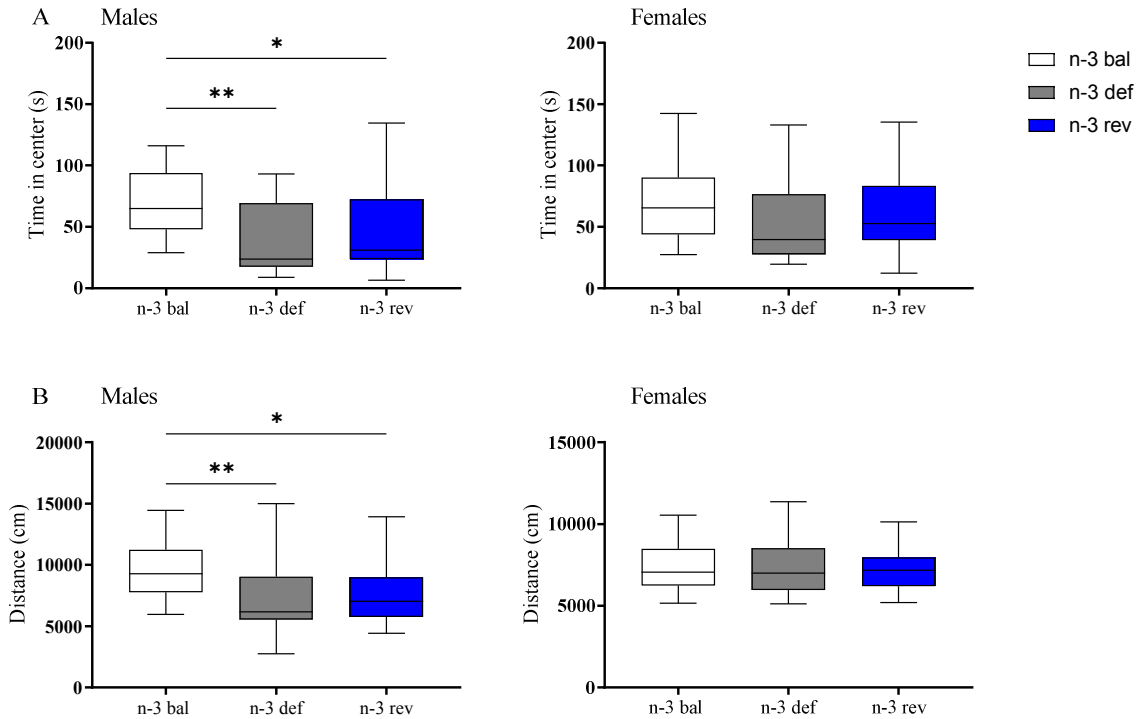 A
Males
*
**
200
150
100
50
0
Time in center (s)
n-3 bal
n-3 def
n-3 rev
Females
200
150
100
50
0
Time in center (s)
n-3 bal
n-3 def
n-3 rev
n-3 bal
n-3 def
n-3 rev
B
Males
*
**
20000
15000
10000
5000
0
Distance (cm)
n-3 bal
n-3 def
n-3 rev
Females
15000
10000
5000
0
Distance (cm)
n-3 bal
n-3 def
n-3 rev